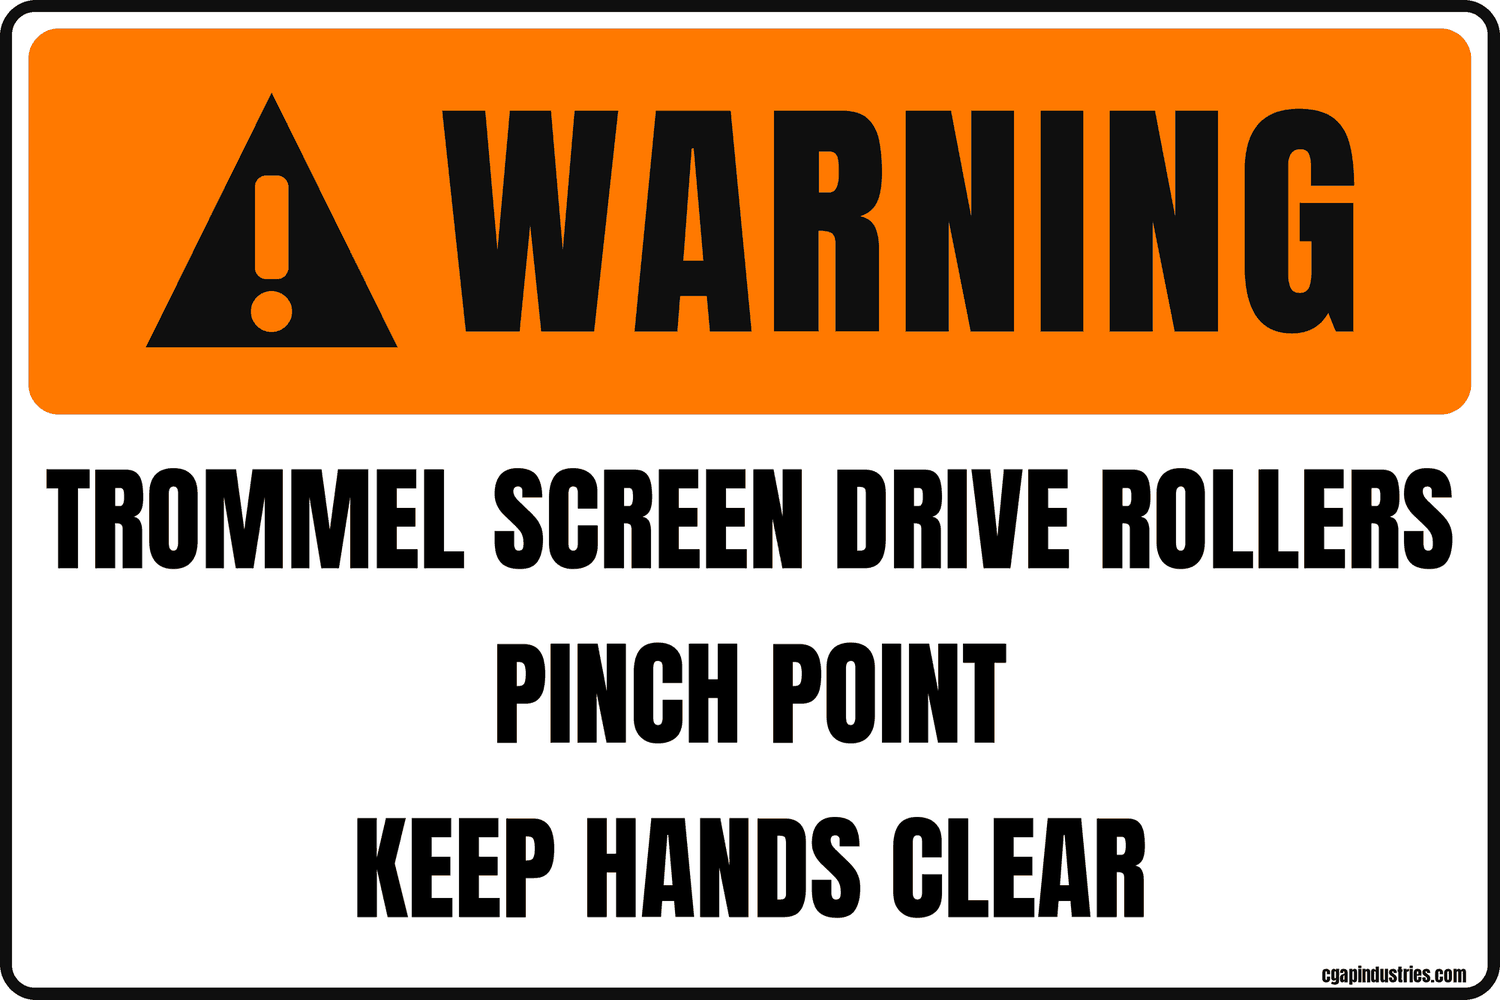 WARNING
TROMMEL SCREEN DRIVE ROLLERS
PINCH POINT
KEEP HANDS CLEAR
cgapindustries.com